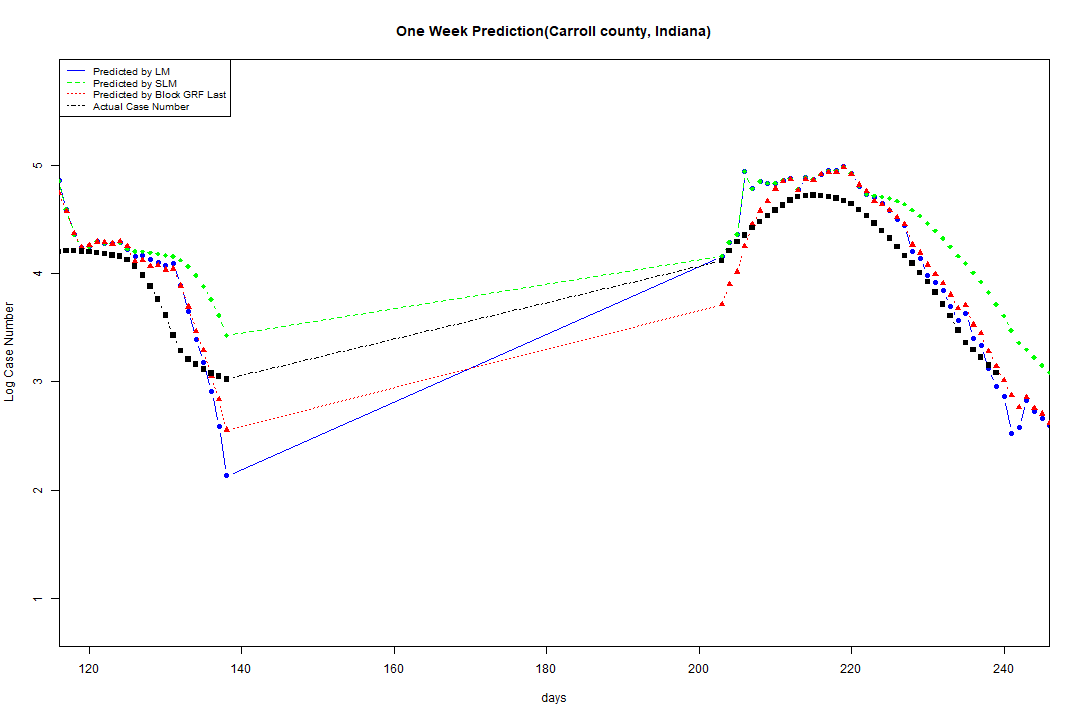 One Week Prediction(Carroll county, Indiana)
Predicted by LM
Predicted by SLM
Predicted by Block GRF Last
Actual Case Number
5
4
3
2
1
Log Case Number
120 140 160 180 200 220 240
days